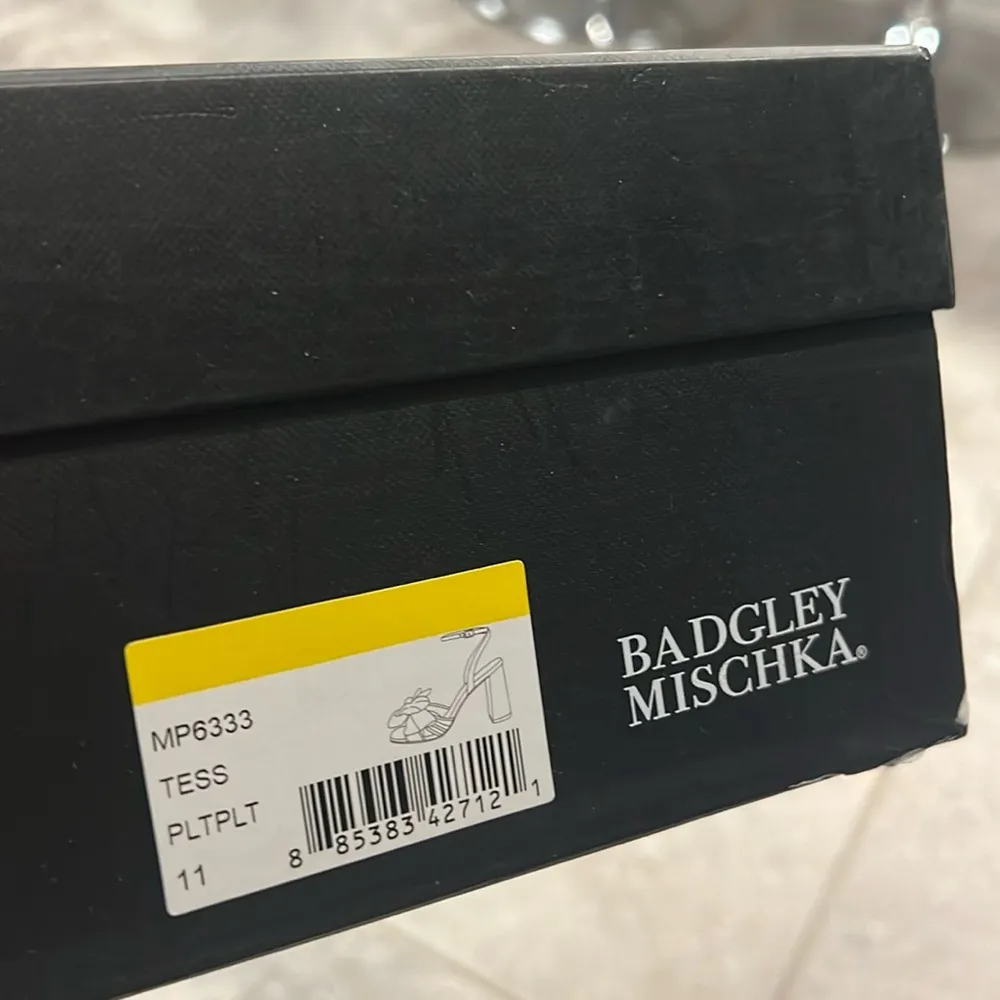 MP6333
TESS
PLTPLT
11
8 85383 42712 1
BADGLEY
MISCHKA®